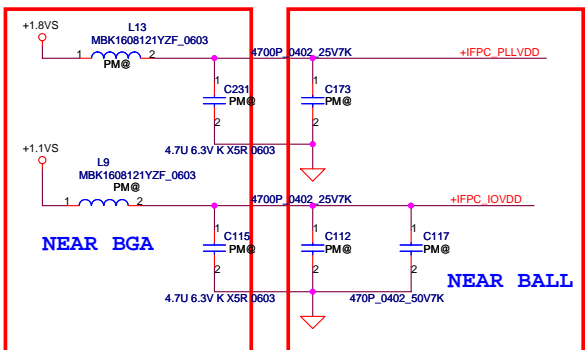 +1.8VS
L13
MBK1608121YZF_0603
1
2
PM@
4700P_0402_25V7K
+IFPC_PLLVDD
1
C231
PM@
2
1
C173
PM@
2
4.7U 6.3V K X5R 0603
+1.1VS
L9
MBK1608121YZF_0603
PM@
1
2
4700P_0402_25V7K
+IFPC_IOVDD
NEAR BGA
1
C115
PM@
2
1
C112
PM@
2
1
C117
PM@
2
NEAR BALL
4.7U 6.3V K X5R 0603
470P_0402_50V7K